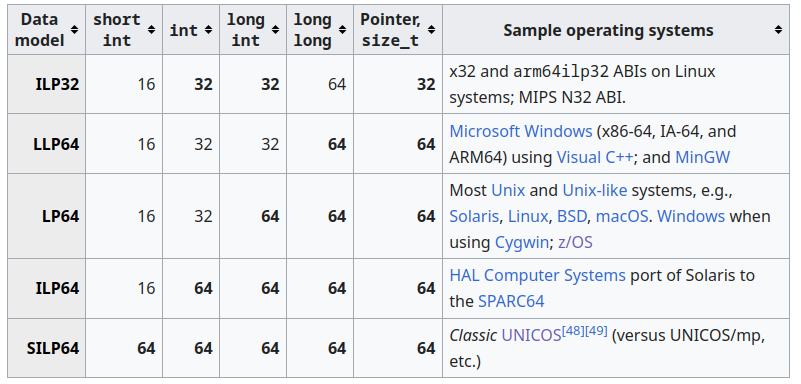 Data model short int int long int long long Pointer, size_t Sample operating systems
ILP32 16 32 32 64 32 x32 and arm64ilp32 ABIs on Linux
systems; MIPS N32 ABI.
LLP64 16 32 32 64 64 Microsoft Windows (x86-64, IA-64, and
ARM64) using Visual C++; and MinGW
LP64 16 32 64 64 64 Most Unix and Unix-like systems, e.g.,
Solaris, Linux, BSD, macOS. Windows when
using Cygwin; z/OS
ILP64 16 64 64 64 64 HAL Computer Systems port of Solaris to
the SPARC64
SILP64 64 64 64 64 64 Classic UNICOS[48][49] (versus UNICOS/mp,
etc.)